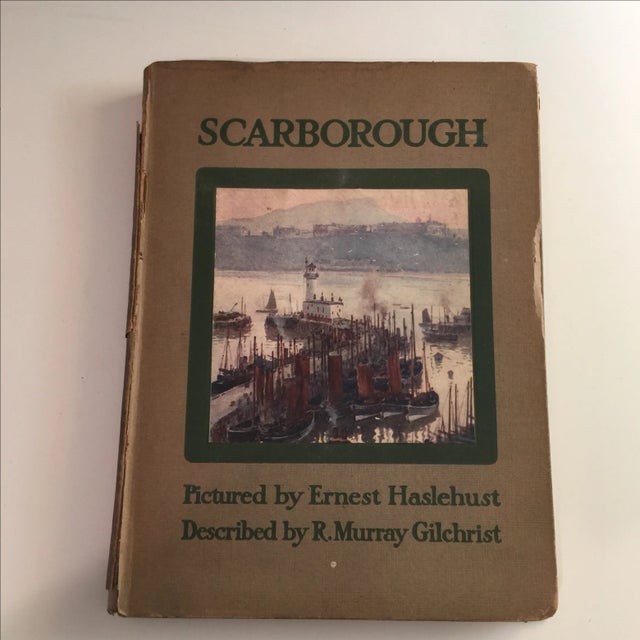 SCARBOROUGH
Pictured by Ernest Haslehust
Described by R. Murray Gilchrist